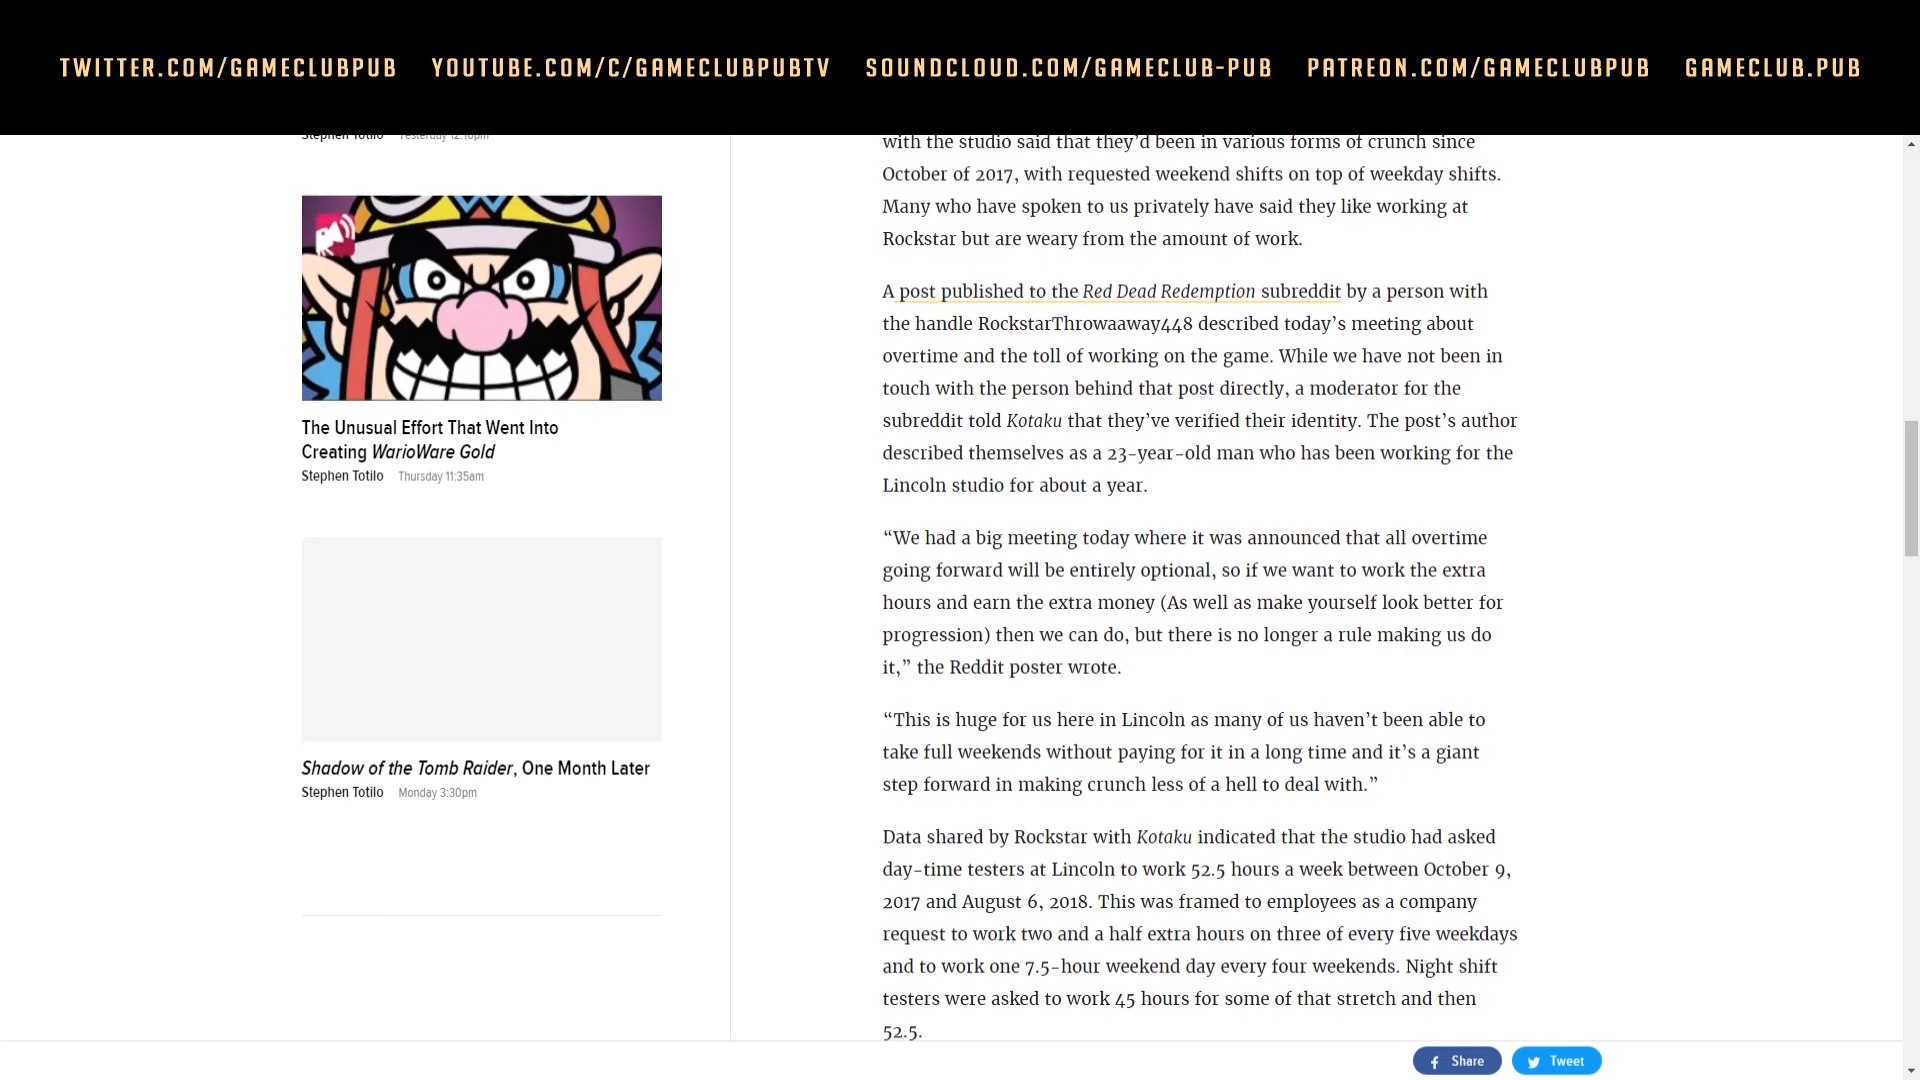 TWITTER.COM/GAMECLUBPUB YOUTUBE.COM/C/GAMECLUBPUBTV SOUNDCLOUD.COM/GAMECLUB-PUB PATREON.COM/GAMECLUBPUB GAMECLUB.PUB
Stephen Totilo Yesterday 12:10pm
The Unusual Effort That Went Into
Creating WarioWare Gold
Stephen Totilo Thursday 11:35am
Shadow of the Tomb Raider, One Month Later
Stephen Totilo Monday 3:30pm
with the studio said that they’d been in various forms of crunch since
October of 2017, with requested weekend shifts on top of weekday shifts.
Many who have spoken to us privately have said they like working at
Rockstar but are weary from the amount of work.
A post published to the Red Dead Redemption subreddit by a person with
the handle RockstarThrowaaway448 described today’s meeting about
overtime and the toll of working on the game. While we have not been in
touch with the person behind that post directly, a moderator for the
subreddit told Kotaku that they’ve verified their identity. The post’s author
described themselves as a 23-year-old man who has been working for the
Lincoln studio for about a year.
“We had a big meeting today where it was announced that all overtime
going forward will be entirely optional, so if we want to work the extra
hours and earn the extra money (As well as make yourself look better for
progression) then we can do, but there is no longer a rule making us do
it,” the Reddit poster wrote.
“This is huge for us here in Lincoln as many of us haven’t been able to
take full weekends without paying for it in a long time and it’s a giant
step forward in making crunch less of a hell to deal with.”
Data shared by Rockstar with Kotaku indicated that the studio had asked
day-time testers at Lincoln to work 52.5 hours a week between October 9,
2017 and August 6, 2018. This was framed to employees as a company
request to work two and a half extra hours on three of every five weekdays
and to work one 7.5-hour weekend day every four weekends. Night shift
testers were asked to work 45 hours for some of that stretch and then
52.5.
Share Tweet